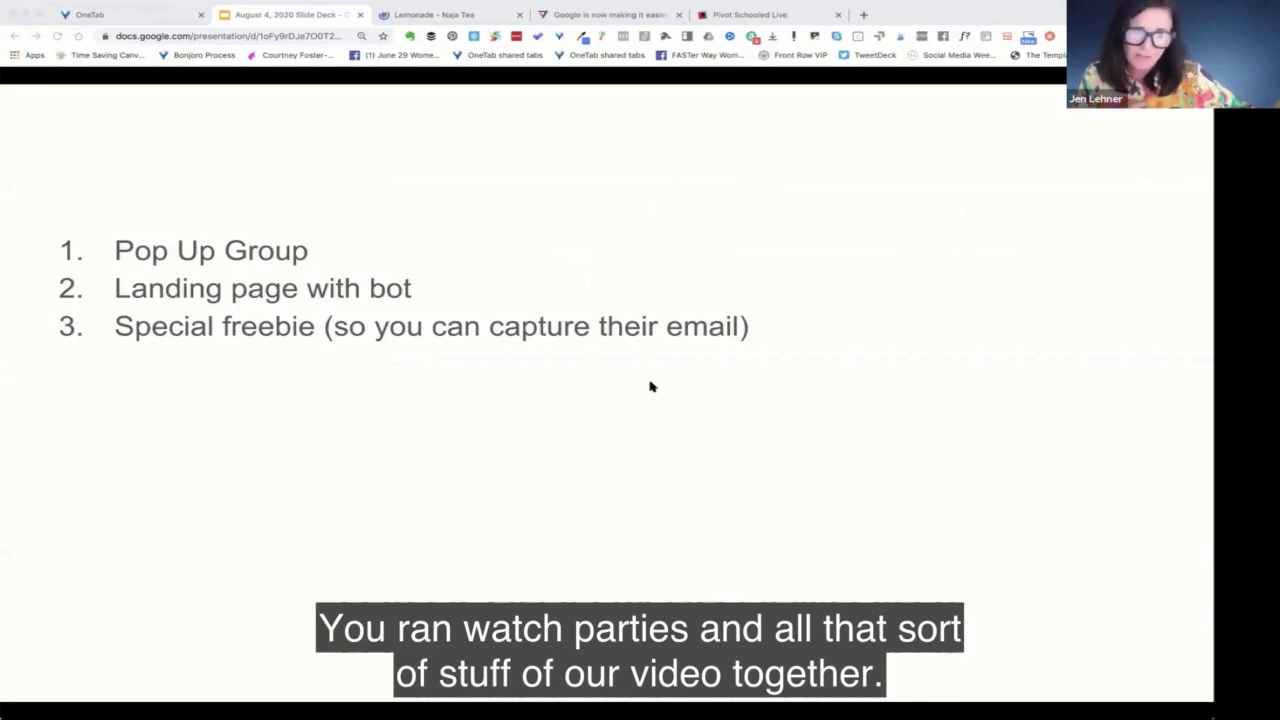 OneTab
August 4, 2020 Slide Deck - G
Lemonade - Naja Tea
Google is now making it easie
Pivot Schooled Live
docs.google.com/presentation/d/1oFy9rDJe7O0T2...
New
Apps
Time Saving Canv...
Bonjoro Process
Courtney Foster-...
(1) June 29 Wome...
OneTab shared tabs
OneTab shared tabs
FASTer Way Wom...
Front Row VIP
TweetDeck
Social Media Wee...
The Templ
Jen Lehner
1. Pop Up Group
2. Landing page with bot
3. Special freebie (so you can capture their email)
You ran watch parties and all that sort
of stuff of our video together.